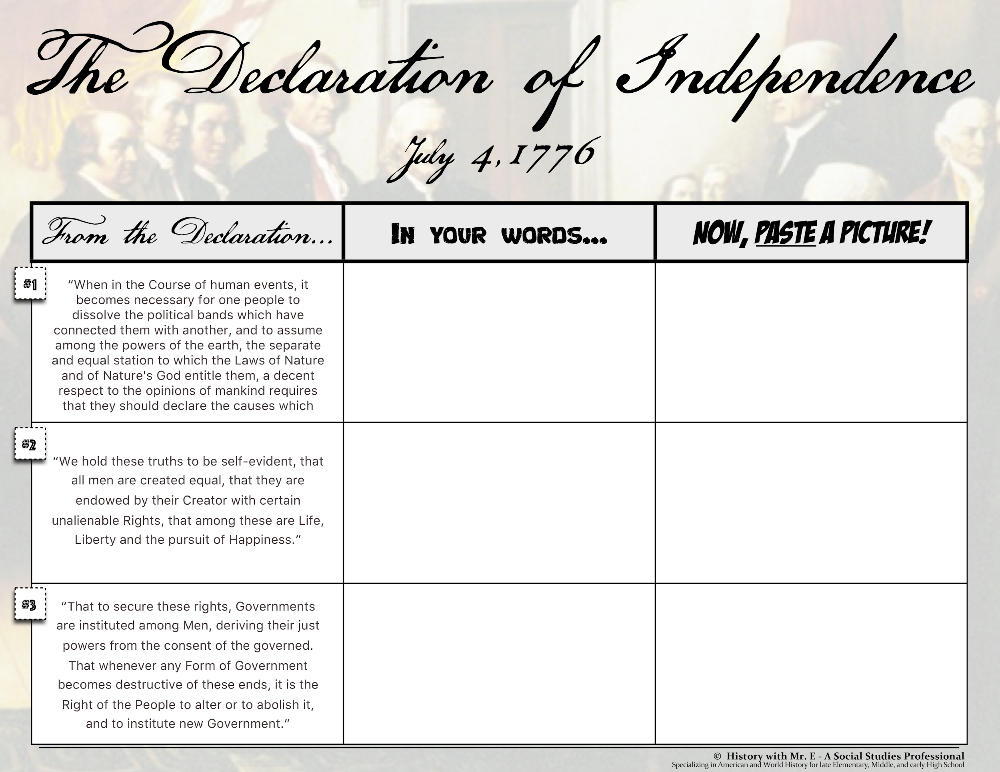 The Declaration of Independence
July 4, 1776
From the Declaration...
In your words...
NOW, PASTE A PICTURE!
#1
“When in the Course of human events, it
becomes necessary for one people to
dissolve the political bands which have
connected them with another, and to assume
among the powers of the earth, the separate
and equal station to which the Laws of Nature
and of Nature's God entitle them, a decent
respect to the opinions of mankind requires
that they should declare the causes which
#2
“We hold these truths to be self-evident, that
all men are created equal, that they are
endowed by their Creator with certain
unalienable Rights, that among these are Life,
Liberty and the pursuit of Happiness.”
#3
“That to secure these rights, Governments
are instituted among Men, deriving their just
powers from the consent of the governed.
That whenever any Form of Government
becomes destructive of these ends, it is the
Right of the People to alter or to abolish it,
and to institute new Government.”
© History with Mr. E - A Social Studies Professional
Specializing in American and World History for late Elementary, Middle, and early High School